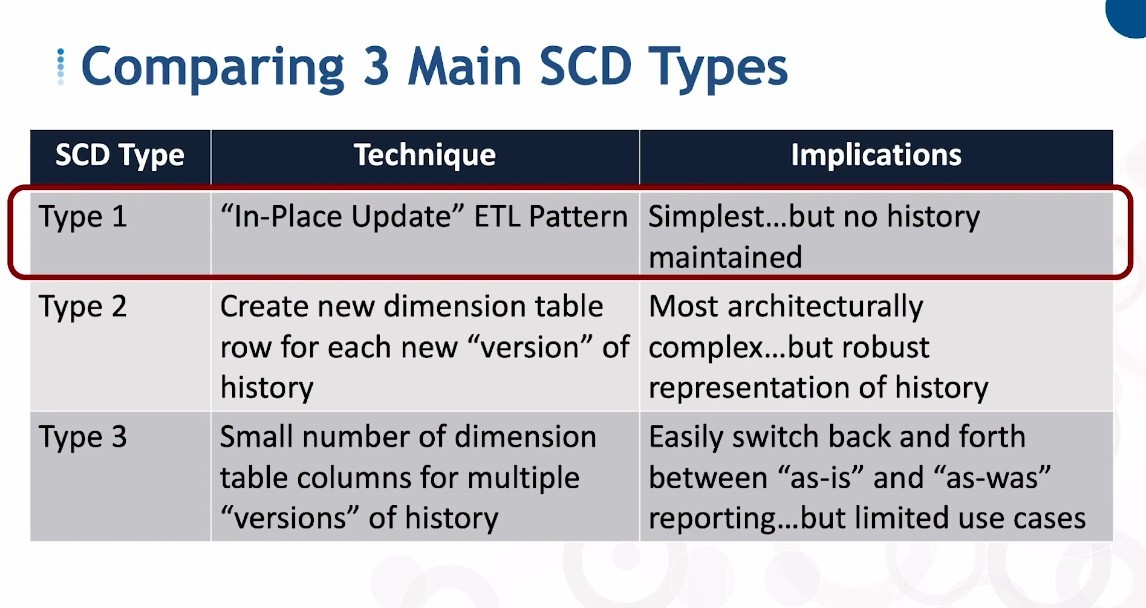 Comparing 3 Main SCD Types
SCD Type Technique Implications
Type 1 “In-Place Update” ETL Pattern Simplest...but no history
maintained
Type 2 Create new dimension table Most architecturally
row for each new “version” of complex...but robust
history representation of history
Type 3 Small number of dimension Easily switch back and forth
table columns for multiple between “as-is” and “as-was”
“versions” of history reporting...but limited use cases